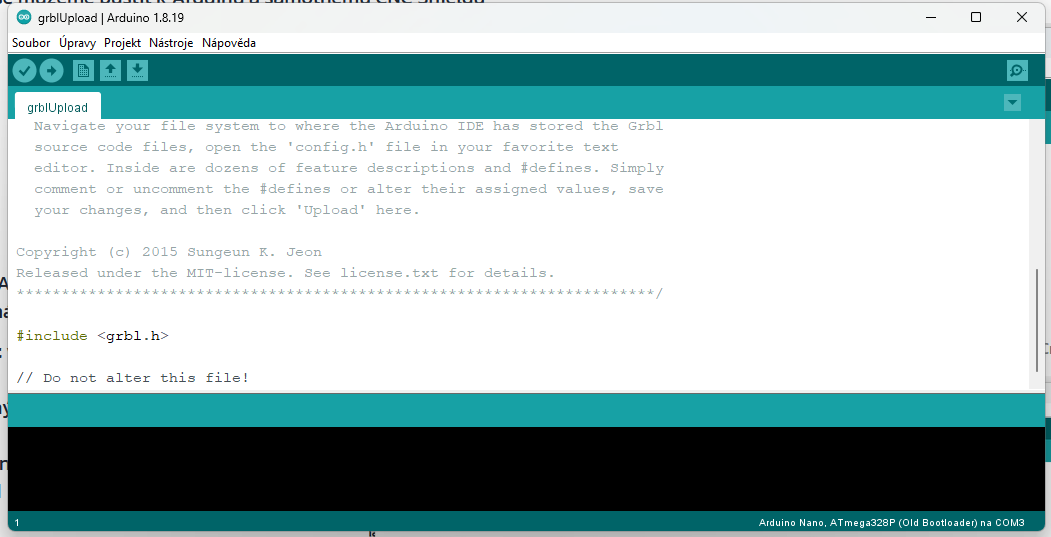 grblUpload | Arduino 1.8.19
Soubor Úpravy Projekt Nástroje Nápověda
grblUpload
Navigate your file system to where the Arduino IDE has stored the Grbl
source code files, open the 'config.h' file in your favorite text
editor. Inside are dozens of feature descriptions and #defines. Simply
comment or uncomment the #defines or alter their assigned values, save
your changes, and then click 'Upload' here.
Copyright (c) 2015 Sungeun K. Jeon
Released under the MIT-license. See license.txt for details.
***********************************************************************/
#include <grbl.h>
// Do not alter this file!
1
Arduino Nano, ATmega328P (Old Bootloader) na COM3